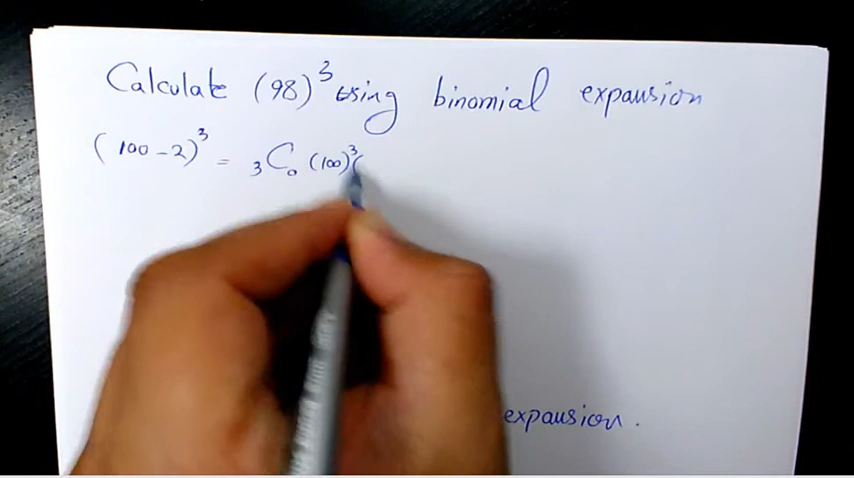 Calculate (98)³ using binomial expansion
(100-2)³ = ₃C₀ (100)³(
expansion.